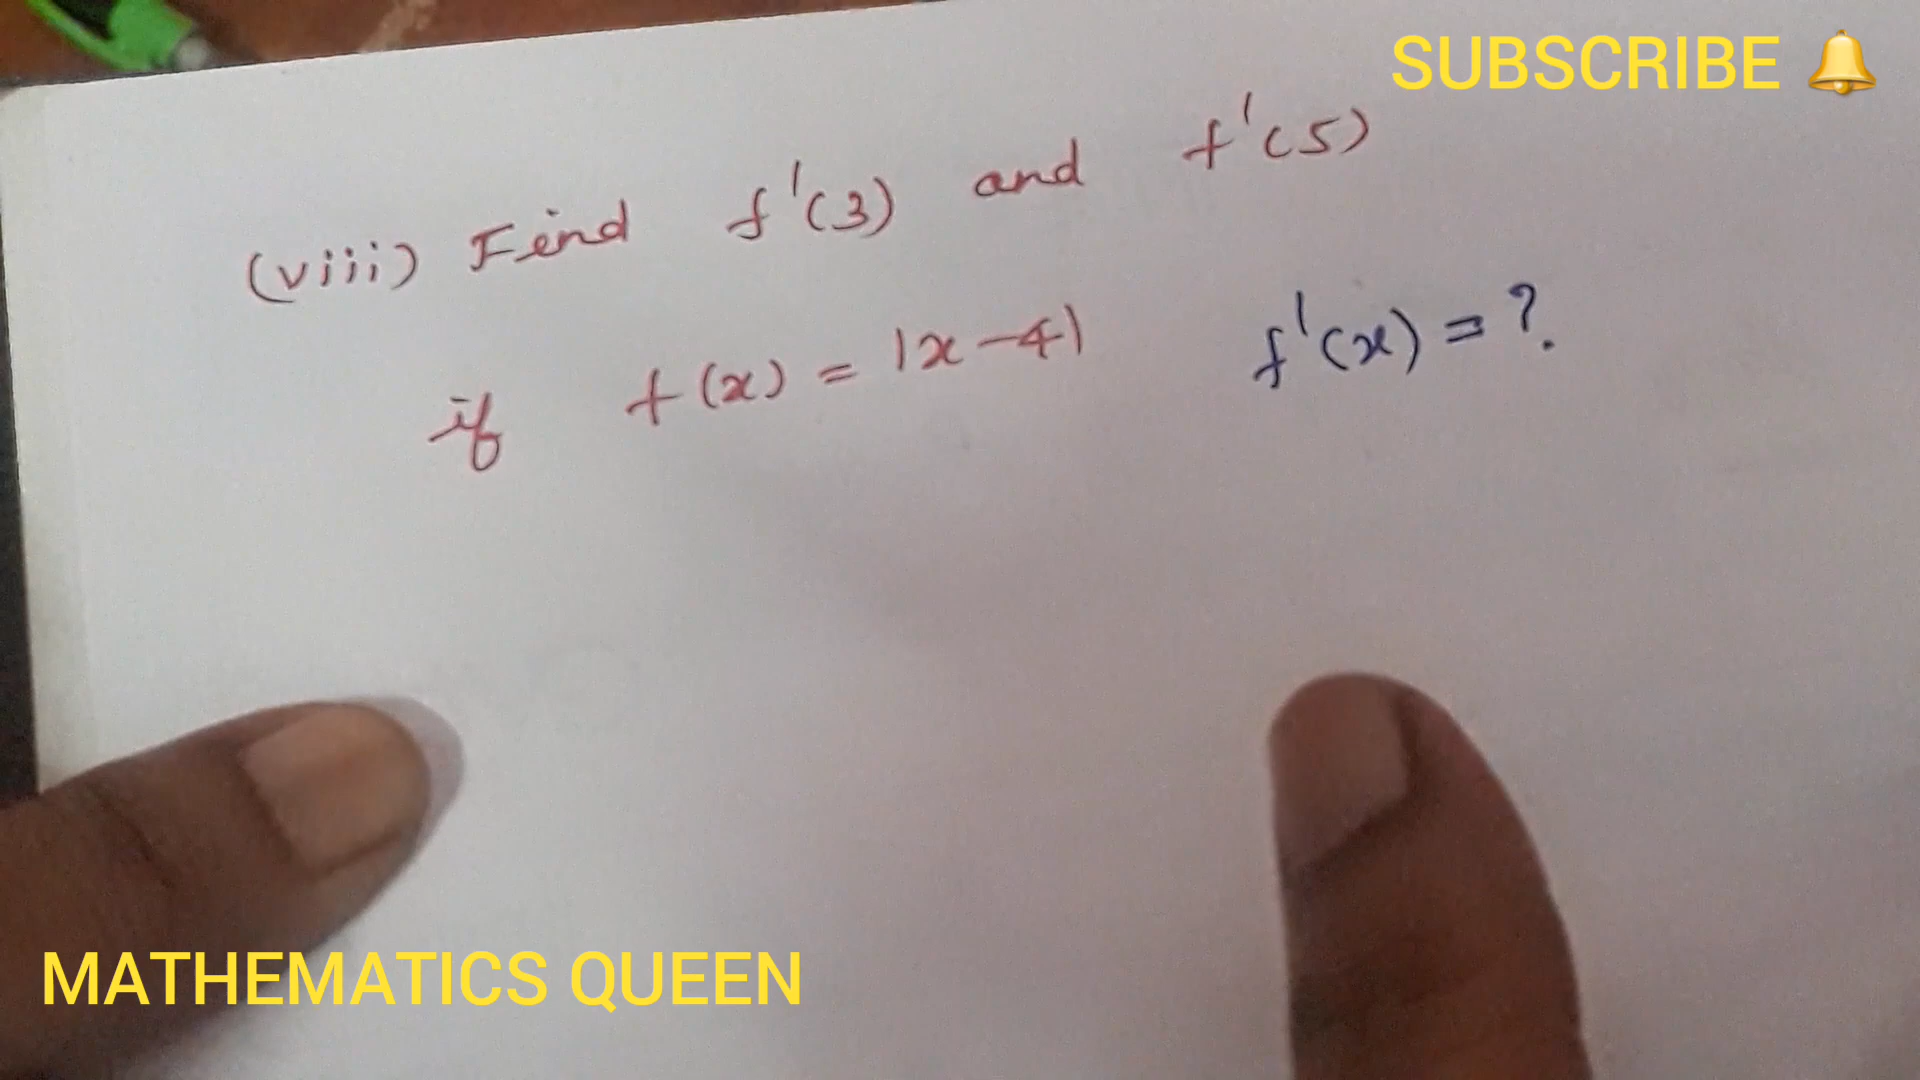 SUBSCRIBE 🔔
(viii) Find f'(3) and f'(5)
if f(x) = |x-4| f'(x) = ?.
MATHEMATICS QUEEN